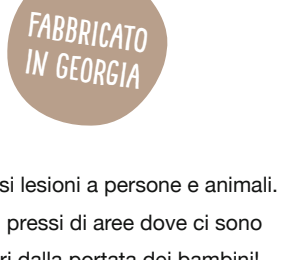 FABBRICATO
IN GEORGIA
si lesioni a persone e animali.
pressi di aree dove ci sono
ri dalla portata dei bambini!